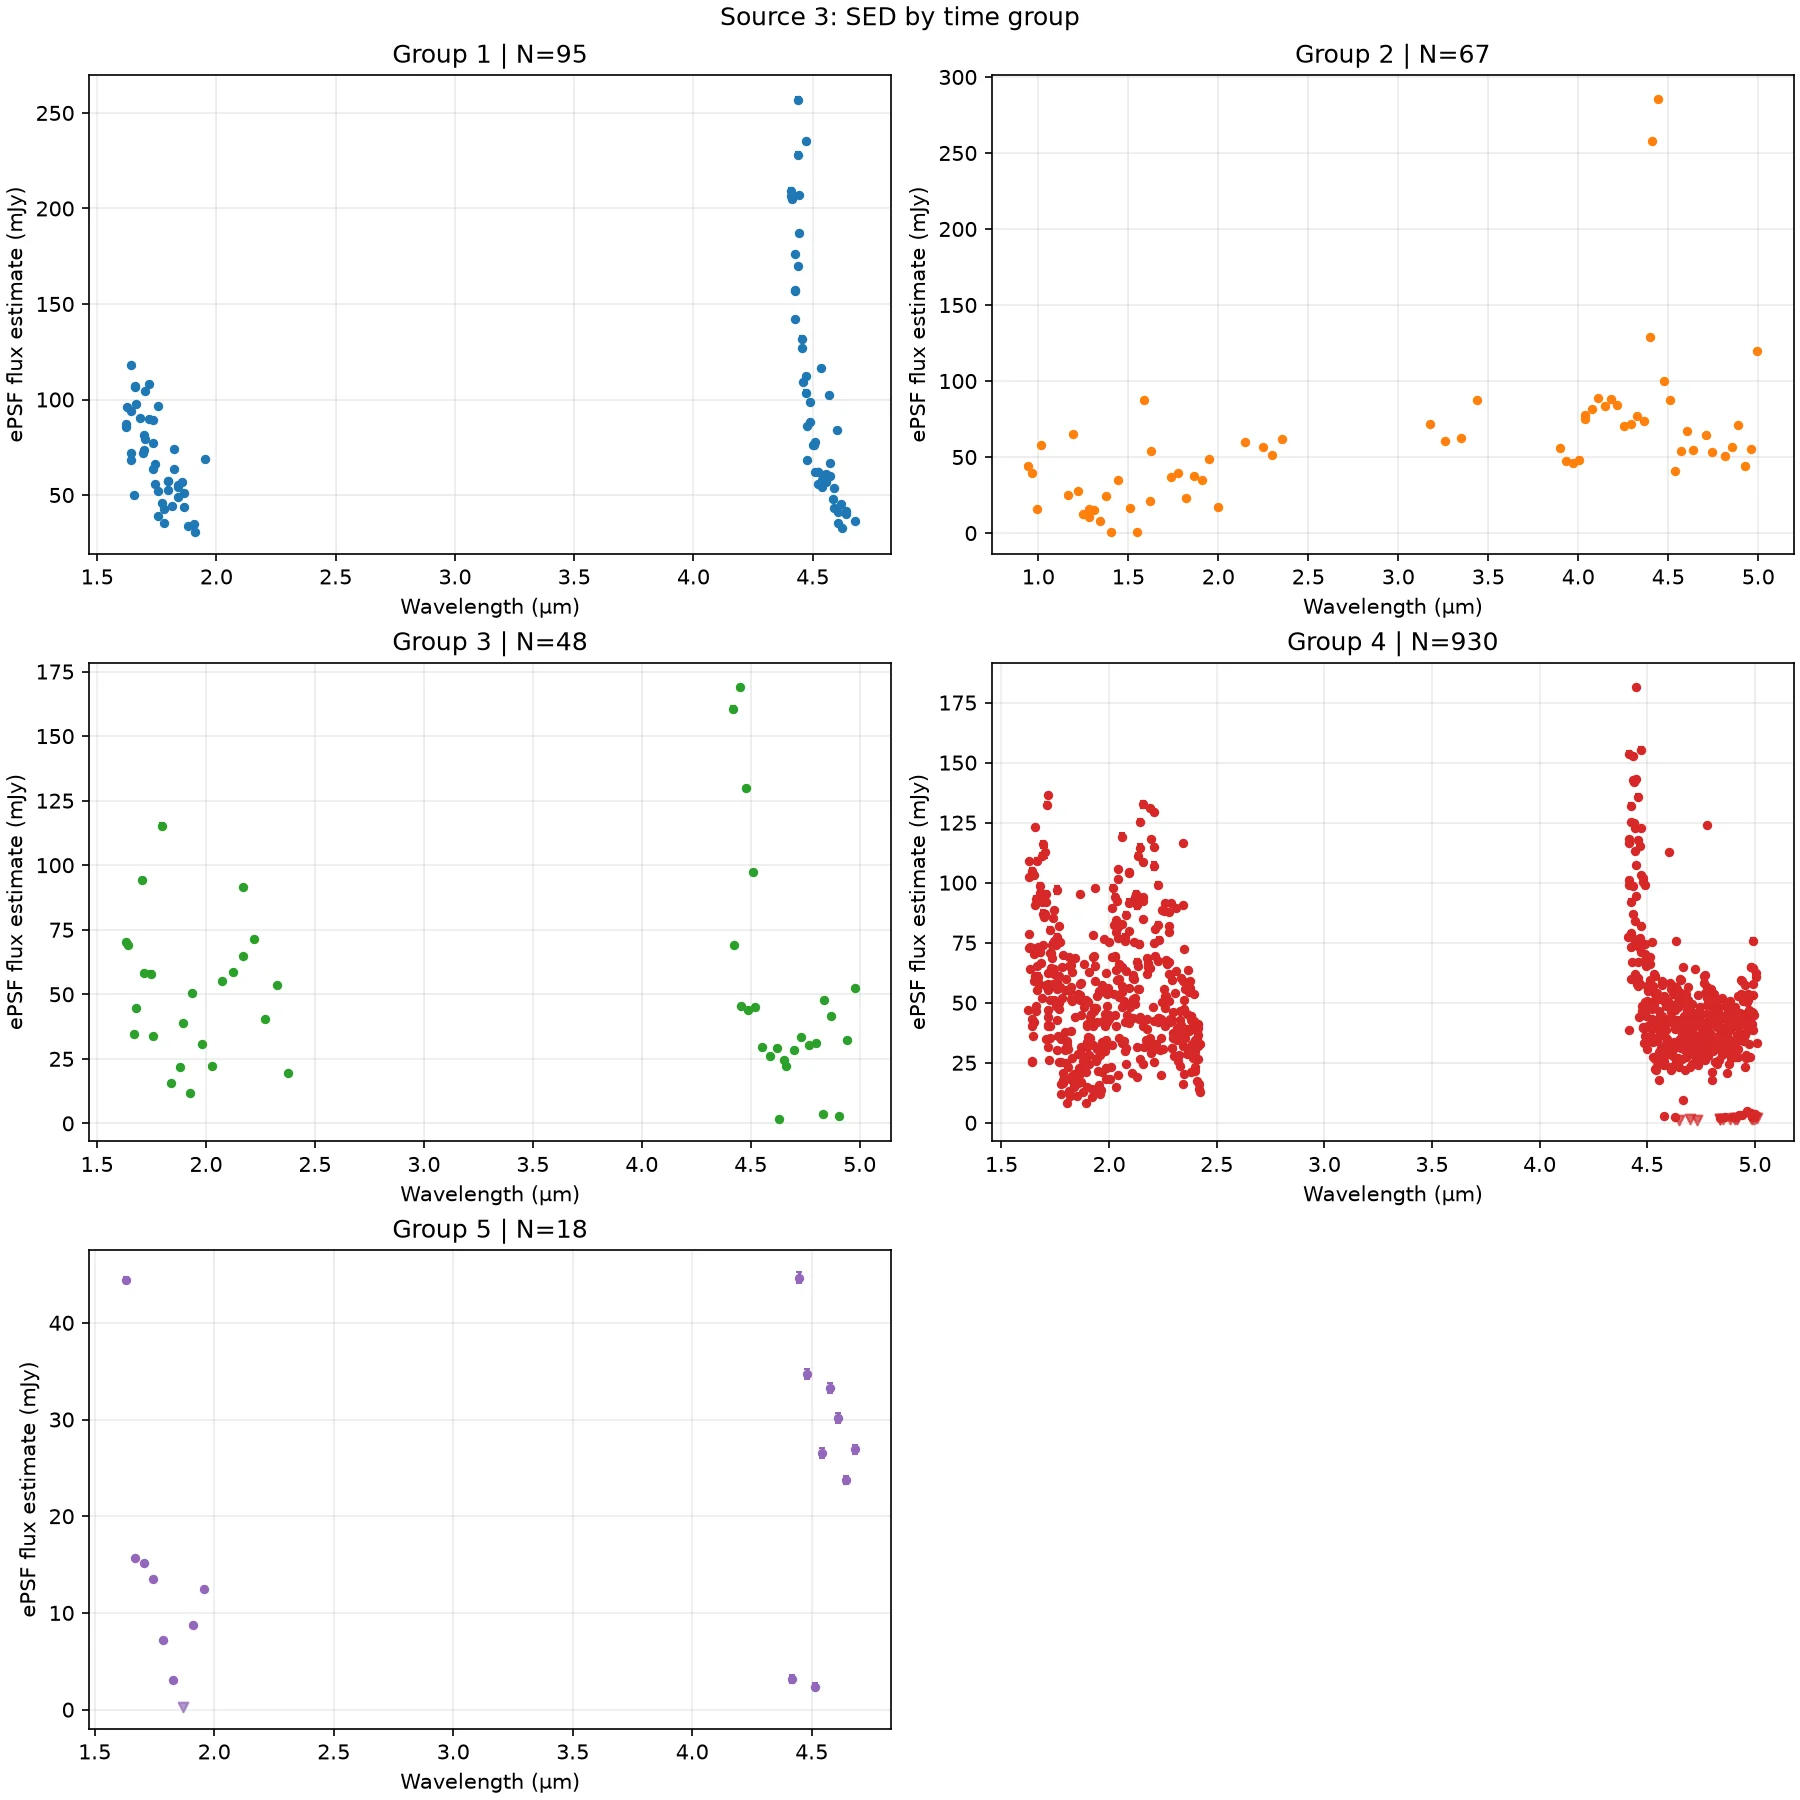 Source 3: SED by time group
Group 1 | N=95
ePSF flux estimate (mJy)
250
200
150
100
50
1.5 2.0 2.5 3.0 3.5 4.0 4.5
Wavelength (µm)
Group 2 | N=67
ePSF flux estimate (mJy)
300
250
200
150
100
50
0
1.0 1.5 2.0 2.5 3.0 3.5 4.0 4.5 5.0
Wavelength (µm)
Group 3 | N=48
ePSF flux estimate (mJy)
175
150
125
100
75
50
25
0
1.5 2.0 2.5 3.0 3.5 4.0 4.5 5.0
Wavelength (µm)
Group 4 | N=930
ePSF flux estimate (mJy)
175
150
125
100
75
50
25
0
1.5 2.0 2.5 3.0 3.5 4.0 4.5 5.0
Wavelength (µm)
Group 5 | N=18
ePSF flux estimate (mJy)
40
30
20
10
0
1.5 2.0 2.5 3.0 3.5 4.0 4.5
Wavelength (µm)